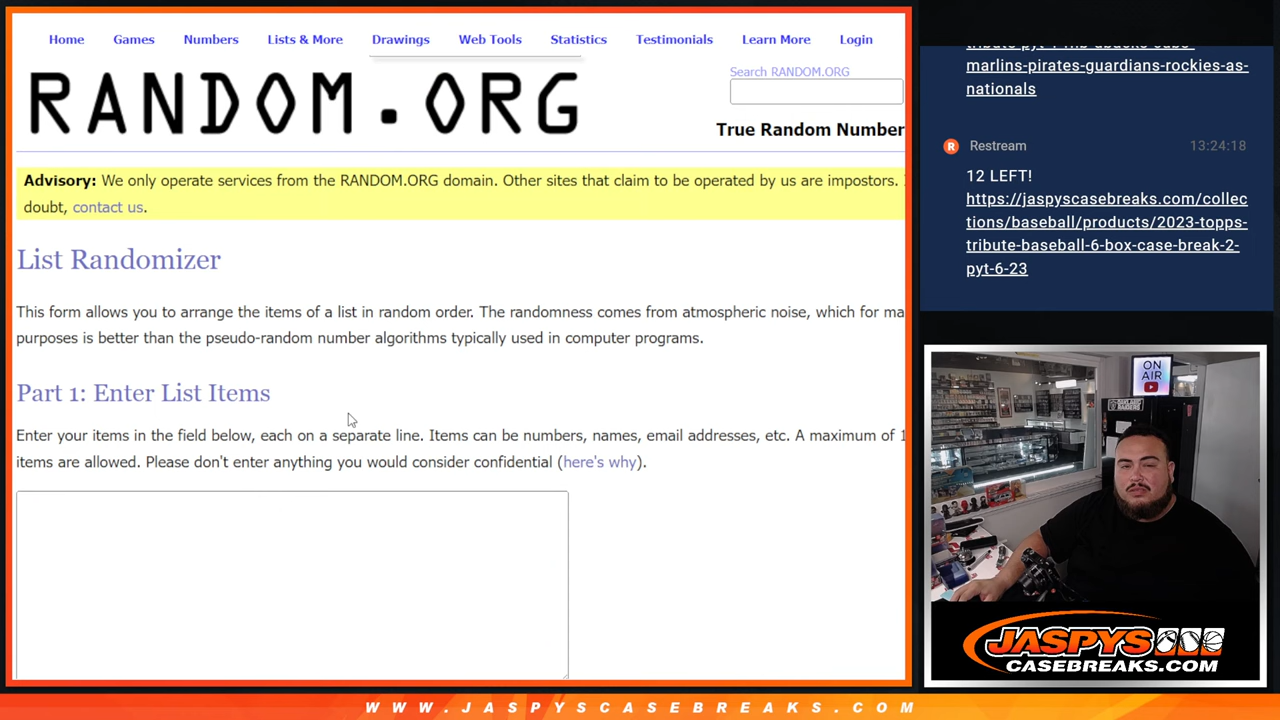 Home Games Numbers Lists & More Drawings Web Tools Statistics Testimonials Learn More Login
RANDOM.ORG
Search RANDOM.ORG
True Random Number
Advisory: We only operate services from the RANDOM.ORG domain. Other sites that claim to be operated by us are impostors.
doubt, contact us.
List Randomizer
This form allows you to arrange the items of a list in random order. The randomness comes from atmospheric noise, which for ma
purposes is better than the pseudo-random number algorithms typically used in computer programs.
Part 1: Enter List Items
Enter your items in the field below, each on a separate line. Items can be numbers, names, email addresses, etc. A maximum of 1
items are allowed. Please don't enter anything you would consider confidential (here's why).
marlins-pirates-guardians-rockies-as-
nationals
R Restream 13:24:18
12 LEFT!
https://jaspyscasebreaks.com/collec
tions/baseball/products/2023-topps-
tribute-baseball-6-box-case-break-2-
pyt-6-23
ON
AIR
JASPYS
CASEBREAKS.COM
WWW.JASPYSCASEBREAKS.COM